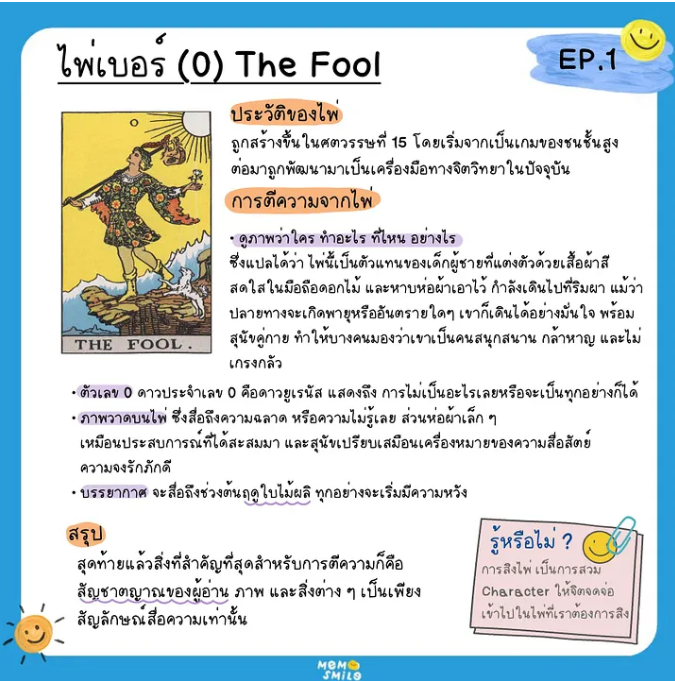 ไพ่เบอร์ (0) The Fool
EP.1
ประวัติของไพ่
ถูกสร้างขึ้นในศตวรรษที่ 15 โดยเริ่มจากเป็นเกมของชนชั้นสูง
ต่อมาถูกพัฒนามาเป็นเครื่องมือทางจิตวิทยาในปัจจุบัน
การตีความจากไพ่
• ดูภาพว่าใคร ทำอะไร ที่ไหน อย่างไร
ซึ่งแปลได้ว่า ไพ่นี้เป็นตัวแทนของเด็กผู้ชายที่แต่งตัวด้วยเสื้อผ้าสี
สดใสในมือถือดอกไม้ และหาบห่อผ้าเอาไว้ กำลังเดินไปที่ริมผา แม้ว่า
ปลายทางจะเกิดพายุหรืออันตรายใดๆ เขาก็เดินได้อย่างมั่นใจ พร้อม
สุนัขคู่กาย ทำให้บางคนมองว่าเขาเป็นคนสนุกสนาน กล้าหาญ และไม่
เกรงกลัว
0
THE FOOL.
• ตัวเลข 0 ดาวประจำเลข 0 คือดาวยูเรนัส แสดงถึง การไม่เป็นอะไรเลยหรือจะเป็นทุกอย่างก็ได้
• ภาพวาดบนไพ่ ซึ่งสื่อถึงความฉลาด หรือความไม่รู้เลย ส่วนห่อผ้าเล็ก ๆ
เหมือนประสบการณ์ที่ได้สะสมมา และสุนัขเปรียบเสมือนเครื่องหมายของความสื่อสัตย์
ความจงรักภักดี
• บรรยากาศ จะสื่อถึงช่วงต้นฤดูใบไม้ผลิ ทุกอย่างจะเริ่มมีความหวัง
สรุป
สุดท้ายแล้วสิ่งที่สำคัญที่สุดสำหรับการตีความก็คือ
สัญชาตญาณของผู้อ่าน ภาพ และสิ่งต่าง ๆ เป็นเพียง
สัญลักษณ์สื่อความเท่านั้น
รู้หรือไม่ ?
การสิงไพ่ เป็นการสวม
Character ให้จิตจดจ่อ
เข้าไปในไพ่ที่เราต้องการสิง
MEMO
SMILE